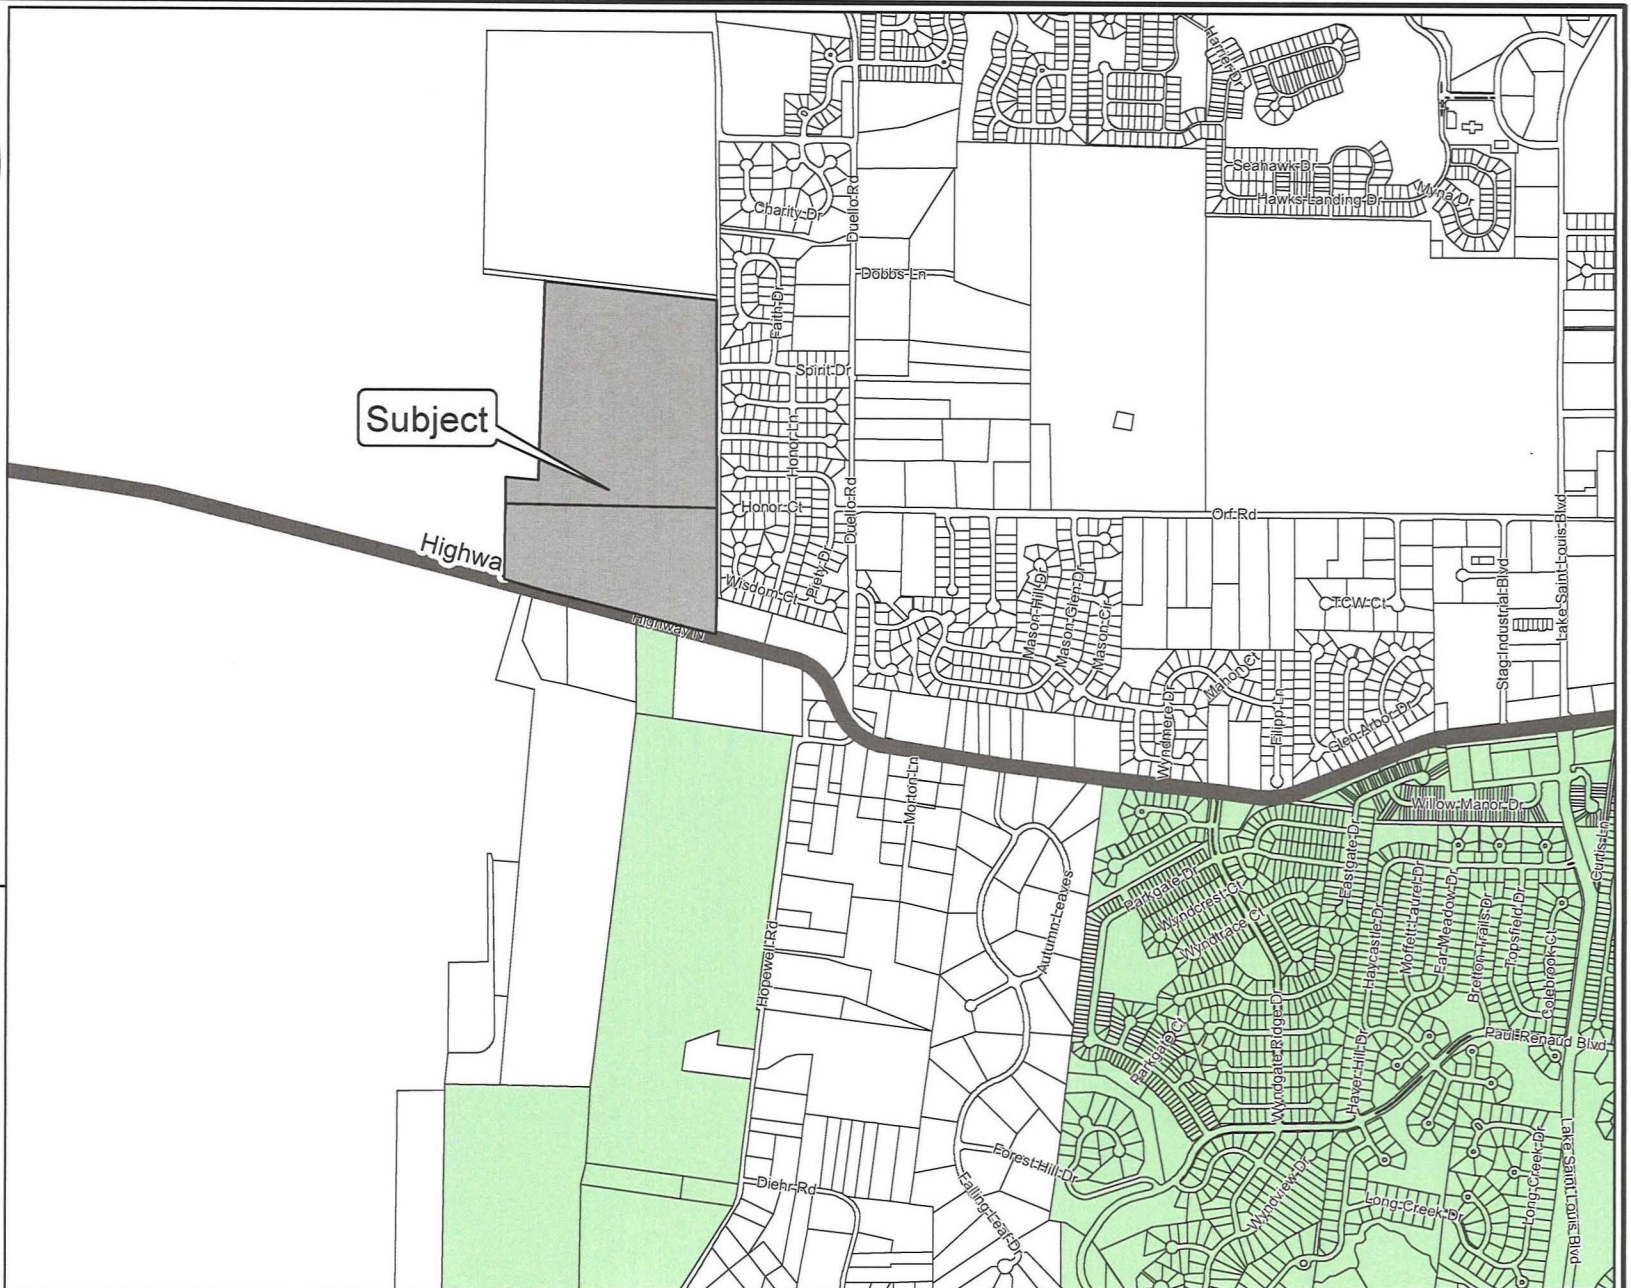 Harrier Dr
Seahawk Dr
Hawks Landing Dr
Myna Dr
Charity Dr
Duello Rd
Dobbs Ln
Faith Dr
Spirit Dr
Subject
Honor Ln
Honor Ct
Duello Rd
Orf Rd
Lake Saint Louis Blvd
Highwa
Wisdom Ct
Piety Dr
Highway N
Mason Hill Dr
Mason Glen Dr
Mason Cir
TCW Ct
Stag Industrial Blvd
Mahon Ct
Wyndmere Dr
Filipp Ln
Glen Arbor Dr
Morton Ln
Willow Manor Dr
Eastgate Dr
Curtis Ln
Parkgate Dr
Wyndcrest Ct
Wyndtrace Ct
Autumn Leaves
Hopewell Rd
Haycastle Dr
Moffett Laurel Dr
Far Meadow Dr
Bretton Trails Dr
Topsfield Dr
Colebrook Ct
Parkgate Ct
Wyndgate Ridge Dr
Haver Hill Dr
Paul Renaud Blvd
Forest Hill Dr
Diehr Rd
Falling Leaf Dr
Wyndview Dr
Long Creek Dr
Long Creek Dr
Lake Saint Louis Blvd